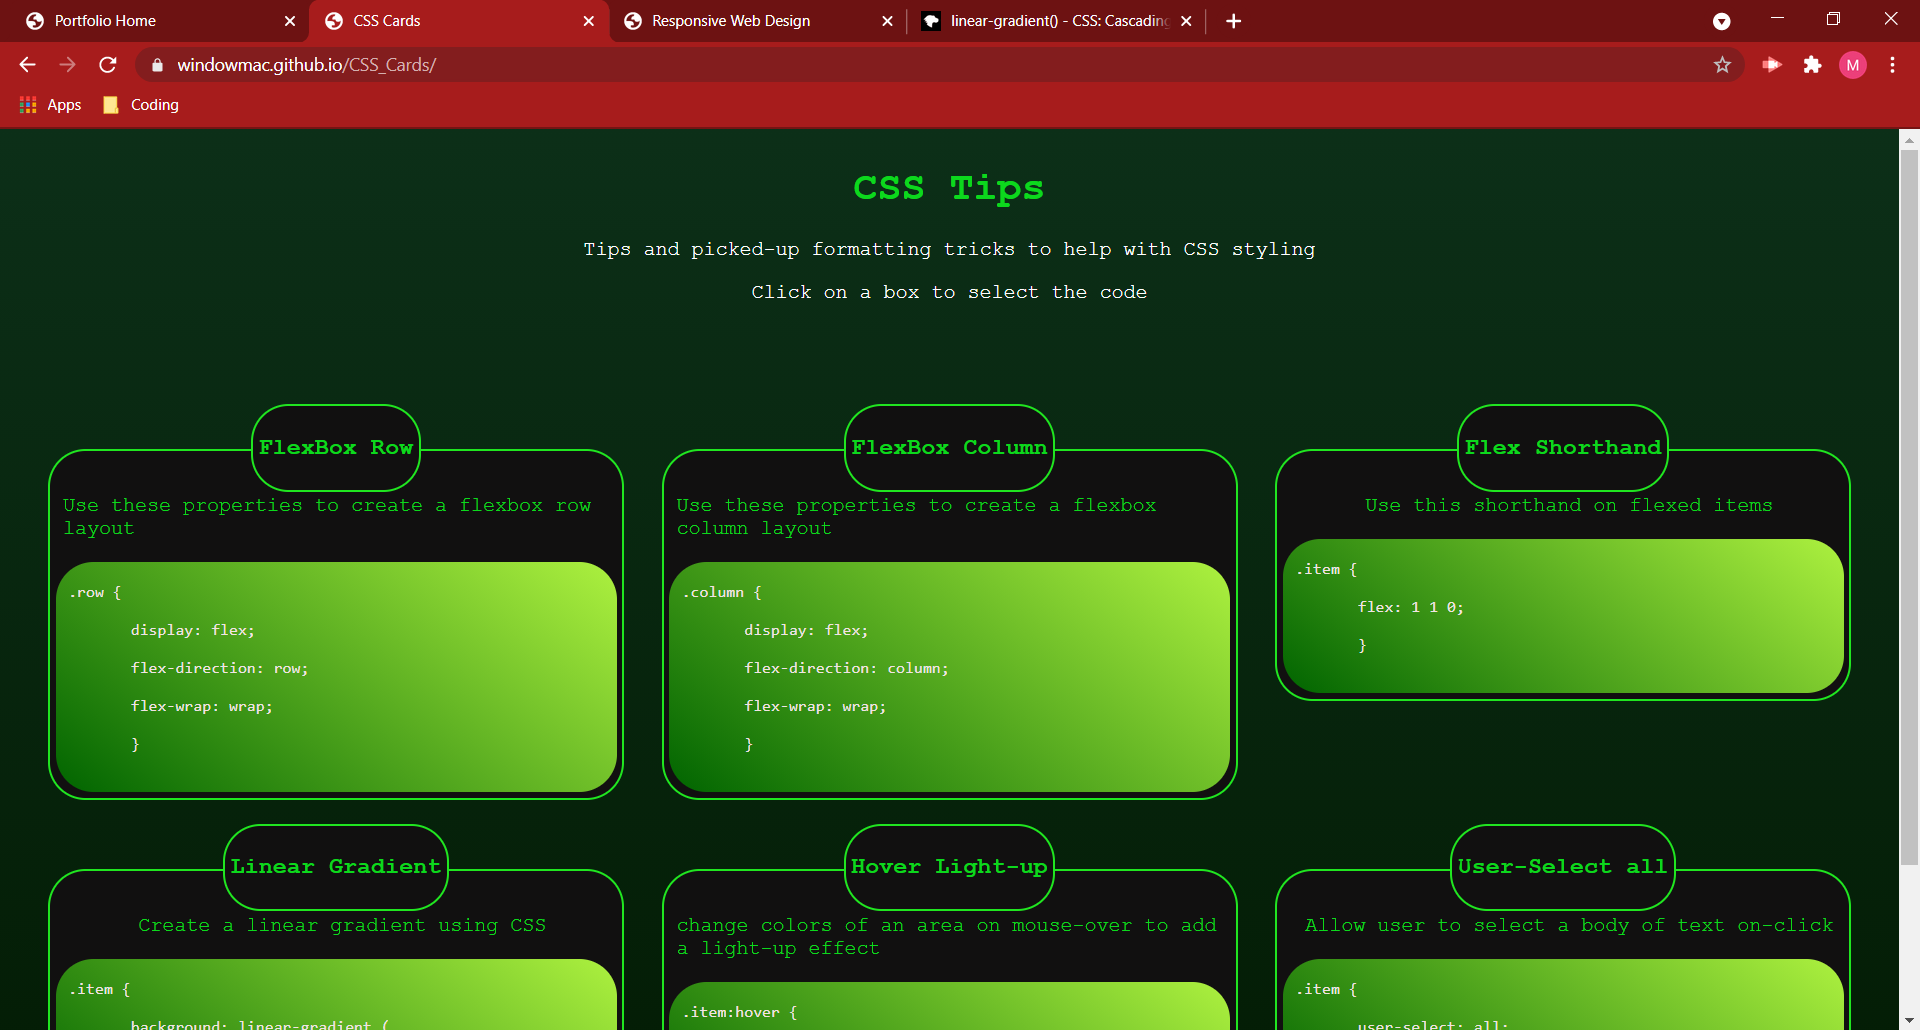 Portfolio Home
CSS Cards
Responsive Web Design
linear-gradient() - CSS: Cascading
windowmac.github.io/CSS_Cards/
M
Apps
Coding
CSS Tips
Tips and picked-up formatting tricks to help with CSS styling
Click on a box to select the code
FlexBox Row
Use these properties to create a flexbox row
layout
.row {
display: flex;
flex-direction: row;
flex-wrap: wrap;
}
FlexBox Column
Use these properties to create a flexbox
column layout
.column {
display: flex;
flex-direction: column;
flex-wrap: wrap;
}
Flex Shorthand
Use this shorthand on flexed items
.item {
flex: 1 1 0;
}
Linear Gradient
Create a linear gradient using CSS
.item {
background: linear-gradient (
Hover Light-up
change colors of an area on mouse-over to add
a light-up effect
.item:hover {
User-Select all
Allow user to select a body of text on-click
.item {
user-select: all;